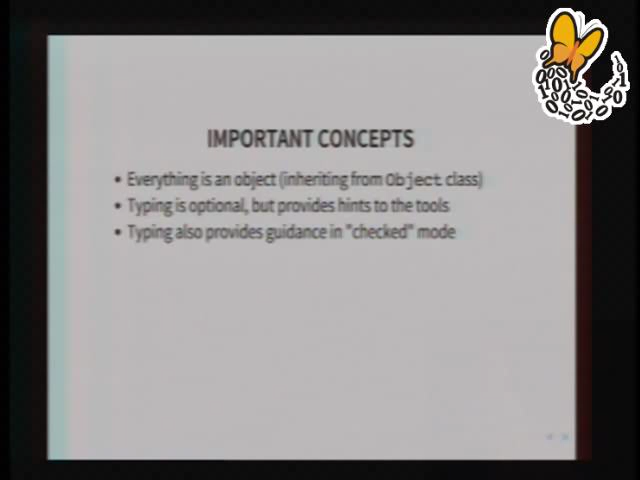 IMPORTANT CONCEPTS
• Everything is an object (inheriting from Object class)
• Typing is optional, but provides hints to the tools
• Typing also provides guidance in "checked" mode